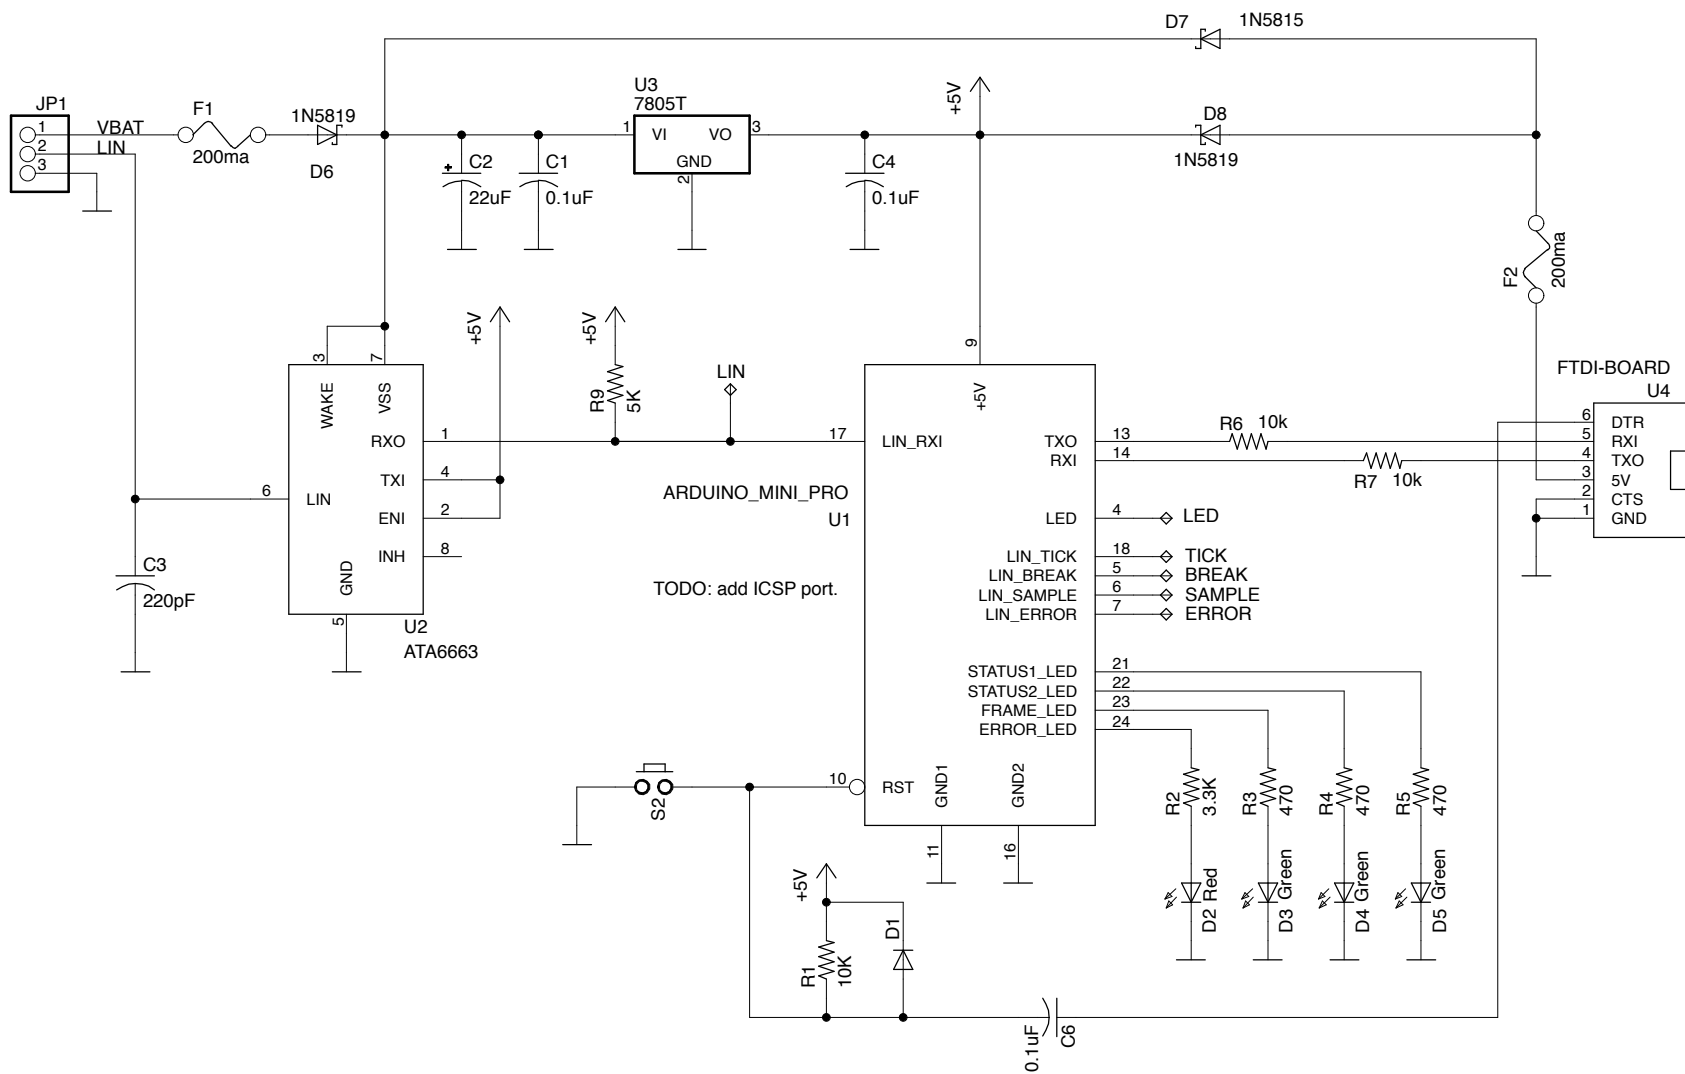 D7
1N5815
JP1
1
2
3
VBAT
LIN
F1
200ma
1N5819
D6
U3
7805T
1
VI
VO
3
GND
2
+5V
D8
1N5819
C2
22uF
+
C1
0.1uF
C4
0.1uF
F2
200ma
+5V
+5V
R9
5K
LIN
9
+5V
FTDI-BOARD
U4
3
WAKE
7
VSS
RXO
1
TXI
4
ENI
2
INH
8
6
LIN
GND
5
U2
ATA6663
C3
220pF
17
LIN_RXI
ARDUINO_MINI_PRO
U1
TODO: add ICSP port.
TXO
13
RXI
14
R6
10k
R7
10k
6
DTR
5
RXI
4
TXO
3
5V
2
CTS
1
GND
LED
4
LED
LIN_TICK
18
TICK
LIN_BREAK
5
BREAK
LIN_SAMPLE
6
SAMPLE
LIN_ERROR
7
ERROR
STATUS1_LED
21
STATUS2_LED
22
FRAME_LED
23
ERROR_LED
24
10
RST
GND1
11
GND2
16
S2
R2
3.3K
R3
470
R4
470
R5
470
D2
Red
D3
Green
D4
Green
D5
Green
+5V
R1
10K
D1
0.1uF
C6